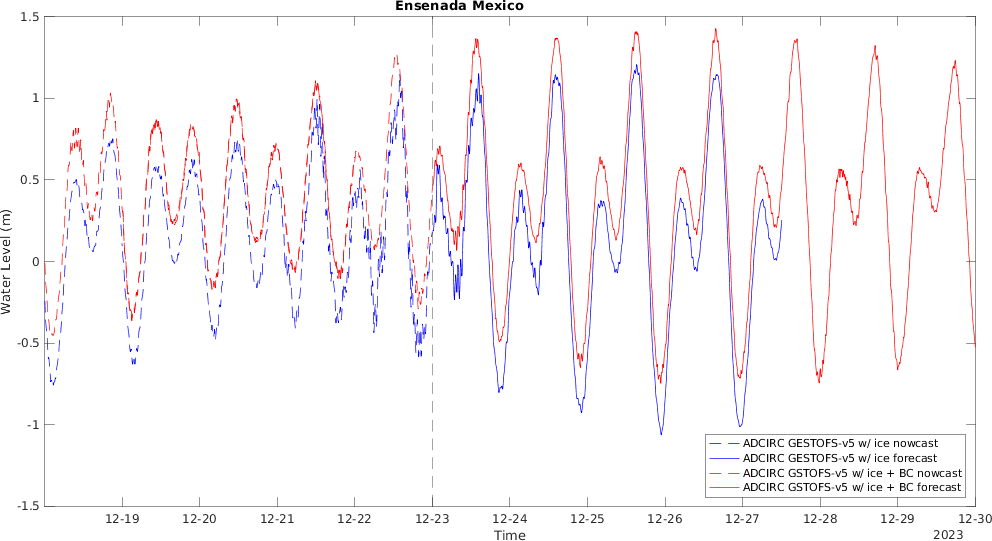 Ensenada Mexico
1.5
1
0.5
0
-0.5
-1
-1.5
Water Level (m)
12-19
12-20
12-21
12-22
12-23
12-24
12-25
12-26
12-27
12-28
12-29
12-30
Time
2023
ADCIRC GESTOFS-v5 w/ ice nowcast
ADCIRC GESTOFS-v5 w/ ice forecast
ADCIRC GSTOFS-v5 w/ ice + BC nowcast
ADCIRC GSTOFS-v5 w/ ice + BC forecast